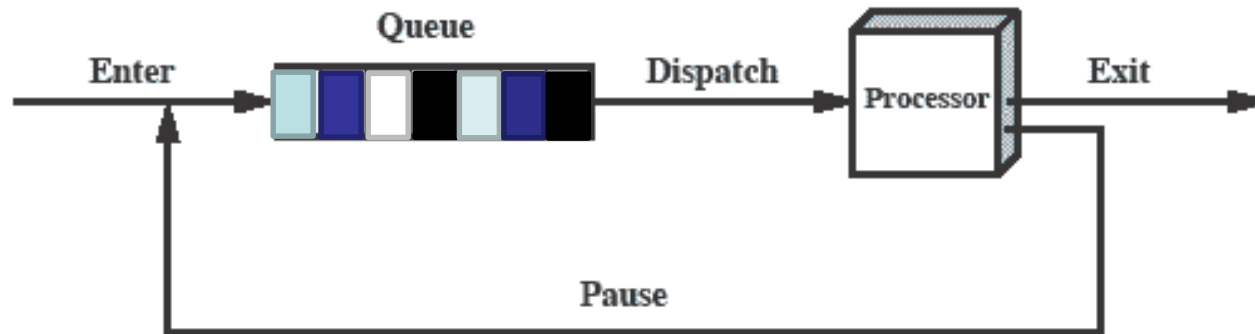 Queue
Enter
Dispatch
Processor
Exit
Pause